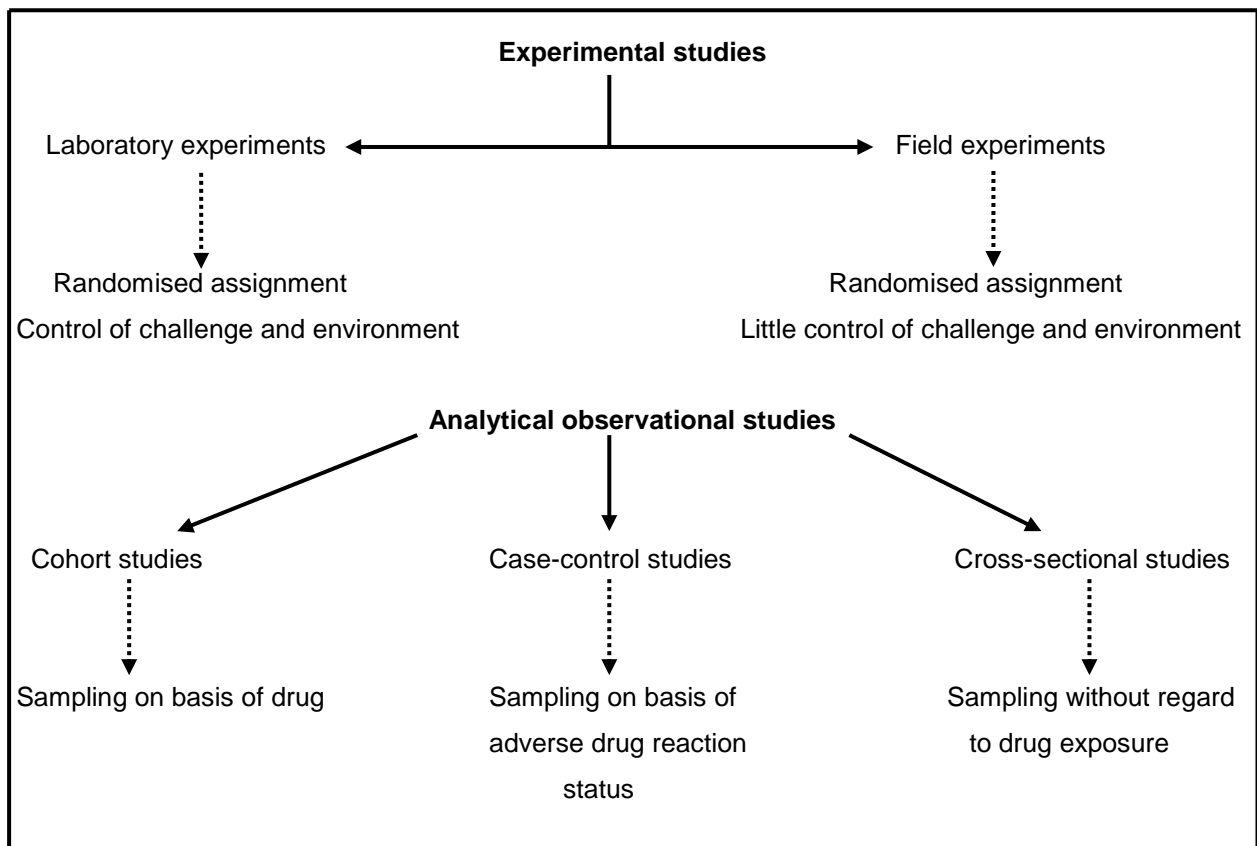 Experimental studies
Laboratory experiments
Field experiments
Randomised assignment
Control of challenge and environment
Randomised assignment
Little control of challenge and environment
Analytical observational studies
Cohort studies
Case-control studies
Cross-sectional studies
Sampling on basis of drug
Sampling on basis of
adverse drug reaction
status
Sampling without regard
to drug exposure